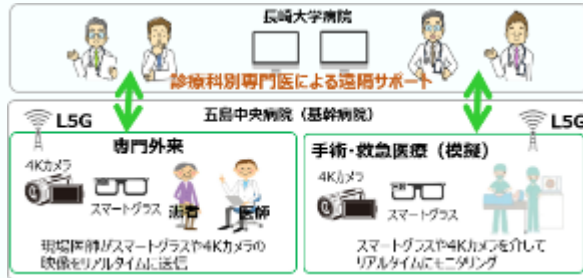 長崎大学病院
診療科別専門医による遠隔サポート
五島中央病院（基幹病院）
L5G
L5G
専門外来
4Kカメラ
スマートグラス
患者
医師
現場医師がスマートグラスや4Kカメラの
映像をリアルタイムに送信
手術・救急医療（模擬）
4Kカメラ
スマートグラス
スマートグラスや4Kカメラを介して
リアルタイムにモニタリング